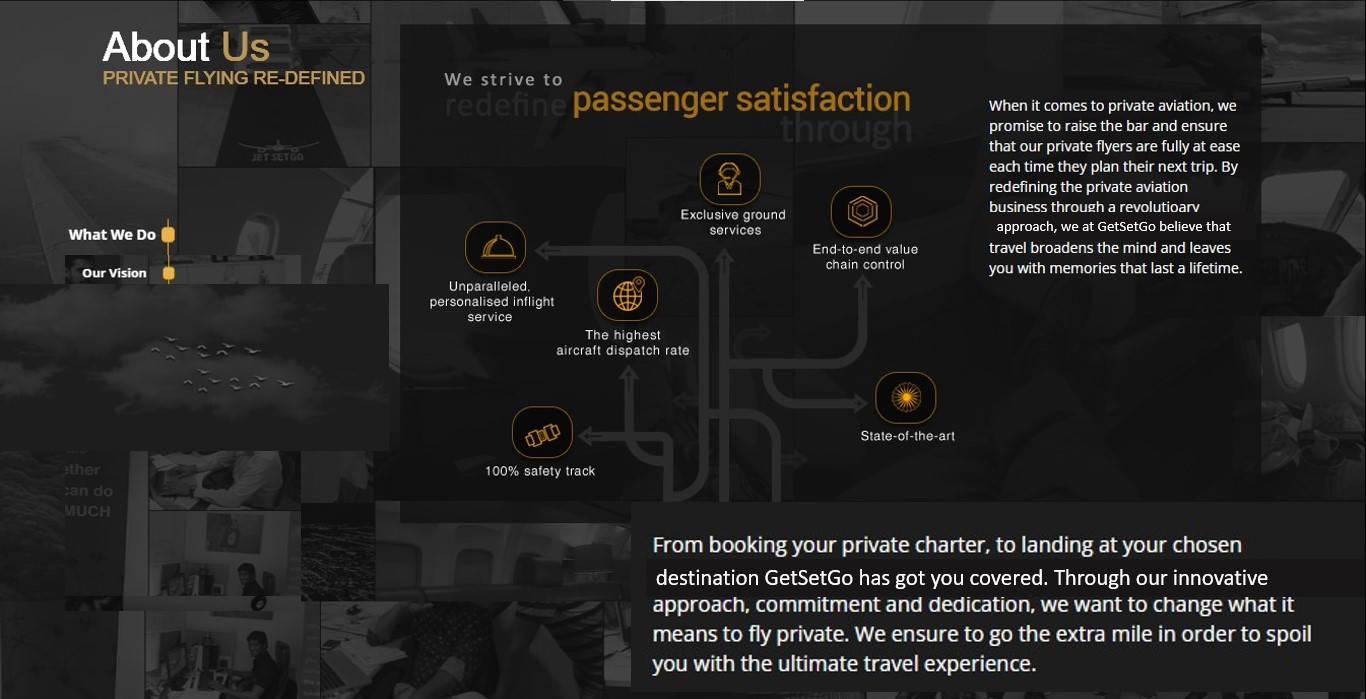 About Us
PRIVATE FLYING RE-DEFINED
JET SET GO
What We Do
Our Vision
ether
can do
MUCH
We strive to
redefine passenger satisfaction
through
Exclusive ground
services
End-to-end value
chain control
Unparalleled,
personalised inflight
service
The highest
aircraft dispatch rate
State-of-the-art
100% safety track
When it comes to private aviation, we
promise to raise the bar and ensure
that our private flyers are fully at ease
each time they plan their next trip. By
redefining the private aviation
business through a revolutioary
approach, we at GetSetGo believe that
travel broadens the mind and leaves
you with memories that last a lifetime.
From booking your private charter, to landing at your chosen
destination GetSetGo has got you covered. Through our innovative
approach, commitment and dedication, we want to change what it
means to fly private. We ensure to go the extra mile in order to spoil
you with the ultimate travel experience.